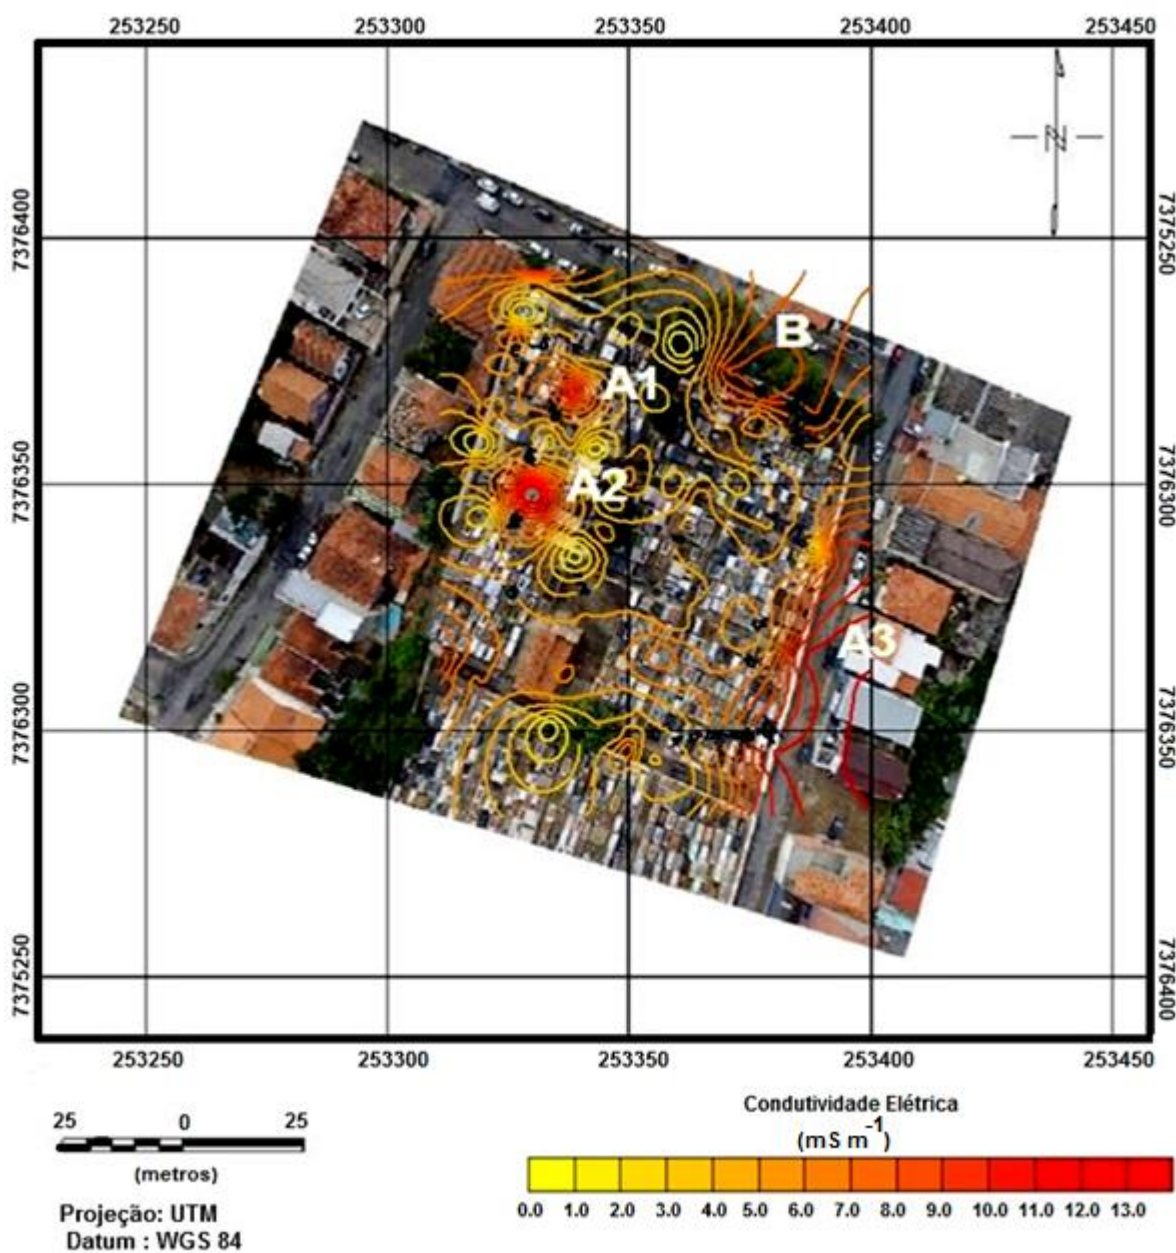 253250 253300 253350 253400 253450
7376400
7375250
B
A1
7376350
A2
7376300
A3
7376300
7376350
7375250
7376400
253250 253300 253350 253400 253450
N
25 0 25
(metros)
Projeção: UTM
Datum : WGS 84
Condutividade Elétrica
(mS m⁻¹)
0.0 1.0 2.0 3.0 4.0 5.0 6.0 7.0 8.0 9.0 10.0 11.0 12.0 13.0